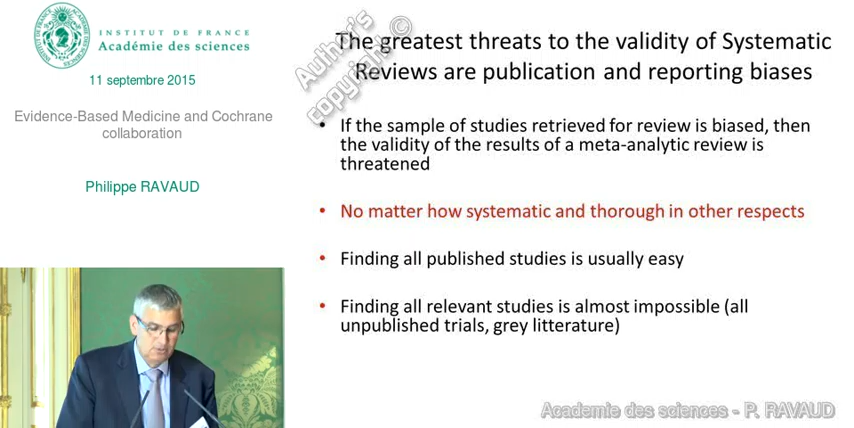 INSTITUT DE FRANCE
Académie des sciences
11 septembre 2015
Evidence-Based Medicine and Cochrane
collaboration
Philippe RAVAUD
Author's
copyright ©
The greatest threats to the validity of Systematic
Reviews are publication and reporting biases
• If the sample of studies retrieved for review is biased, then
the validity of the results of a meta-analytic review is
threatened
• No matter how systematic and thorough in other respects
• Finding all published studies is usually easy
• Finding all relevant studies is almost impossible (all
unpublished trials, grey litterature)
Academie des sciences - P. RAVAUD